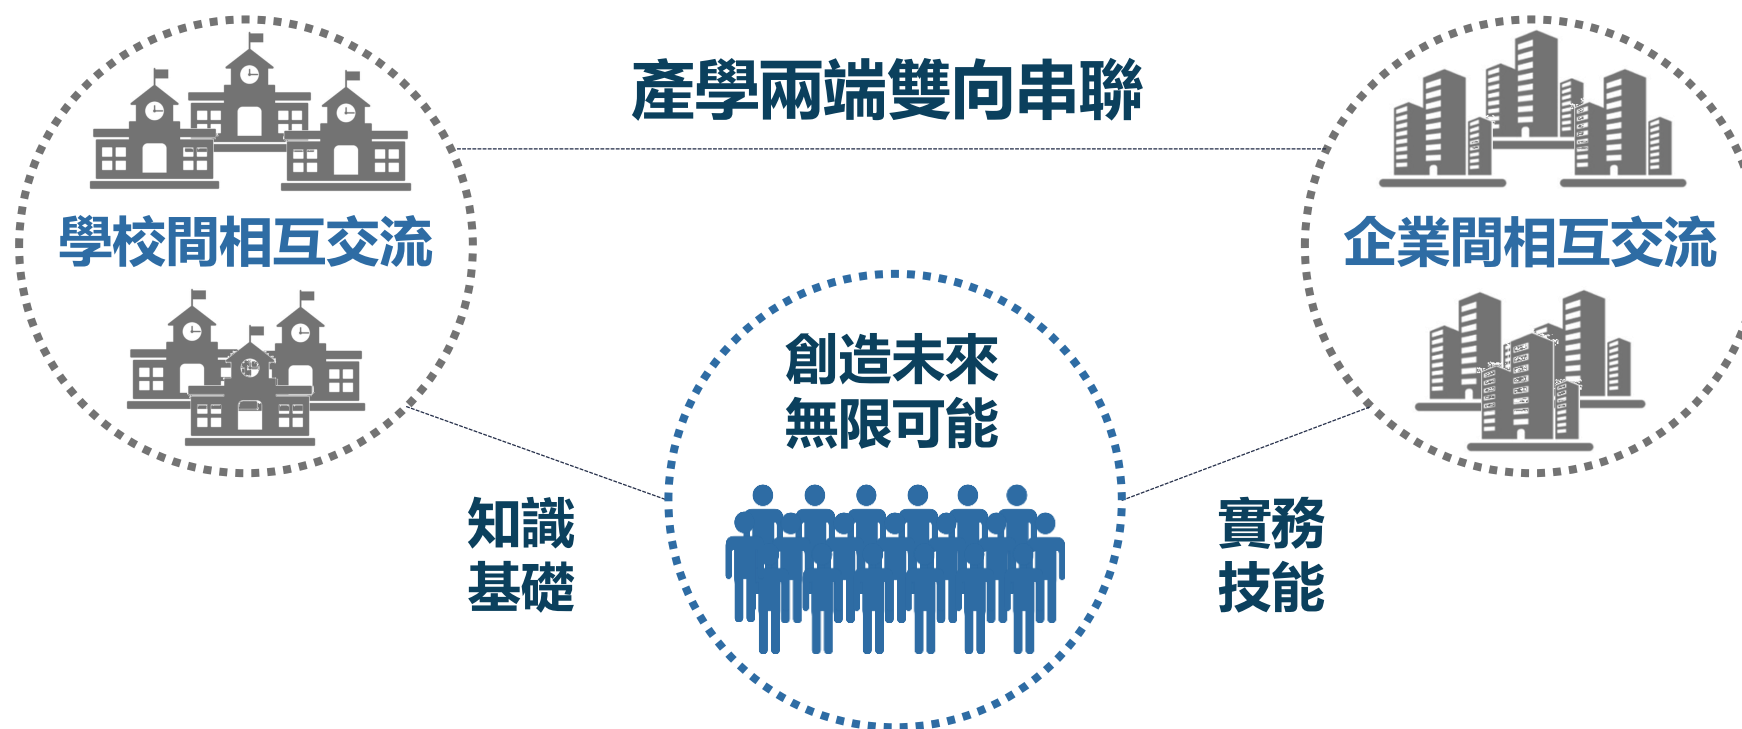 產學兩端雙向串聯
學校間相互交流
企業間相互交流
創造未來
無限可能
知識
基礎
實務
技能